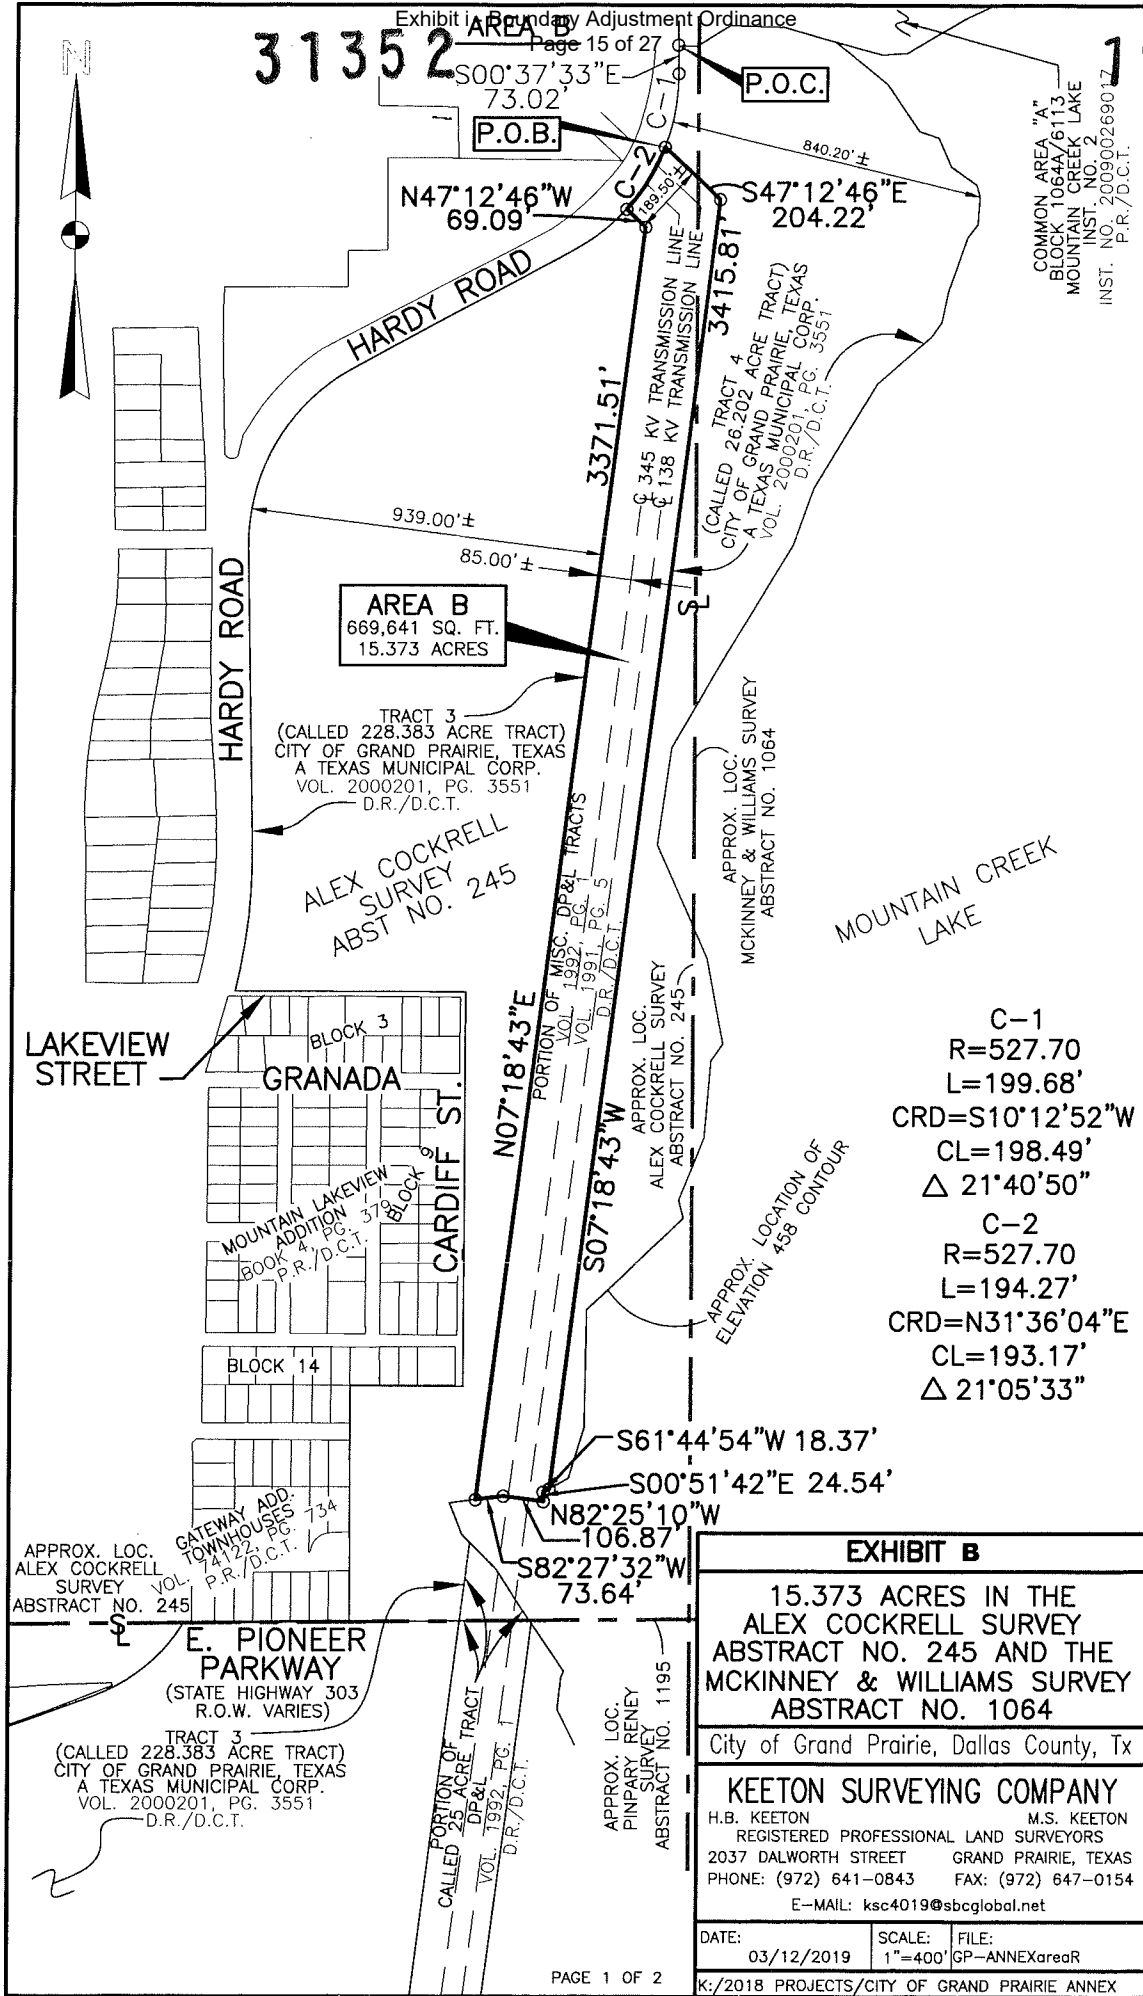 Exhibit i - Boundary Adjustment Ordinance
Page 15 of 27
31352
AREA B
N
S00°37'33"E
73.02'
P.O.C.
P.O.B.
C-1
C-2
840.20'±
COMMON AREA "A"
BLOCK 1064A/6113
MOUNTAIN CREEK LAKE
INST. NO. 2
INST. NO. 200900269017
P.R./D.C.T.
N47°12'46"W
69.09'
189.50'±
S47°12'46"E
204.22'
HARDY ROAD
3371.51'
345 KV TRANSMISSION LINE
138 KV TRANSMISSION LINE
3415.81'
TRACT 4
(CALLED 26.202 ACRE TRACT)
CITY OF GRAND PRAIRIE, TEXAS
A TEXAS MUNICIPAL CORP.
VOL. 2000201, PG. 3551
D.R./D.C.T.
939.00'±
85.00'±
HARDY ROAD
AREA B
669,641 SQ. FT.
15.373 ACRES
SL
TRACT 3
(CALLED 228.383 ACRE TRACT)
CITY OF GRAND PRAIRIE, TEXAS
A TEXAS MUNICIPAL CORP.
VOL. 2000201, PG. 3551
D.R./D.C.T.
APPROX. LOC.
MCKINNEY & WILLIAMS SURVEY
ABSTRACT NO. 1064
ALEX COCKRELL
SURVEY
ABST NO. 245
PORTION OF MISC. DP&L TRACTS
VOL. 1992, PG. 1
VOL. 1991, PG. 5
D.R./D.C.T.
MOUNTAIN CREEK
LAKE
APPROX. LOC.
ALEX COCKRELL SURVEY
ABSTRACT NO. 245
LAKEVIEW
STREET
BLOCK 3
GRANADA
CARDIFF ST.
BLOCK 9
MOUNTAIN LAKEVIEW
ADDITION
BOOK 4, PG. 379
P.R./D.C.T.
N07°18'43"E
S07°18'43"W
APPROX. LOCATION OF
ELEVATION 458 CONTOUR
C-1
R=527.70
L=199.68'
CRD=S10°12'52"W
CL=198.49'
△ 21°40'50"
C-2
R=527.70
L=194.27'
CRD=N31°36'04"E
CL=193.17'
△ 21°05'33"
BLOCK 14
S61°44'54"W 18.37'
S00°51'42"E 24.54'
N82°25'10"W
106.87'
S82°27'32"W
73.64'
GATEWAY ADD.
TOWNHOUSES
VOL. 74122, PG. 734
P.R./D.C.T.
APPROX. LOC.
ALEX COCKRELL
SURVEY
ABSTRACT NO. 245
SL
E. PIONEER
PARKWAY
(STATE HIGHWAY 303
R.O.W. VARIES)
TRACT 3
(CALLED 228.383 ACRE TRACT)
CITY OF GRAND PRAIRIE, TEXAS
A TEXAS MUNICIPAL CORP.
VOL. 2000201, PG. 3551
D.R./D.C.T.
PORTION OF
CALLED 25 ACRE TRACT
DP&L
VOL. 1992, PG. 1
D.R./D.C.T.
APPROX. LOC.
PINPARY RENEY
SURVEY
ABSTRACT NO. 1195
EXHIBIT B
15.373 ACRES IN THE
ALEX COCKRELL SURVEY
ABSTRACT NO. 245 AND THE
MCKINNEY & WILLIAMS SURVEY
ABSTRACT NO. 1064
City of Grand Prairie, Dallas County, Tx
KEETON SURVEYING COMPANY
H.B. KEETON M.S. KEETON
REGISTERED PROFESSIONAL LAND SURVEYORS
2037 DALWORTH STREET GRAND PRAIRIE, TEXAS
PHONE: (972) 641-0843 FAX: (972) 647-0154
E-MAIL: ksc4019@sbcglobal.net
DATE: 03/12/2019
SCALE: 1"=400'
FILE: GP-ANNEXareaR
PAGE 1 OF 2
K:/2018 PROJECTS/CITY OF GRAND PRAIRIE ANNEX